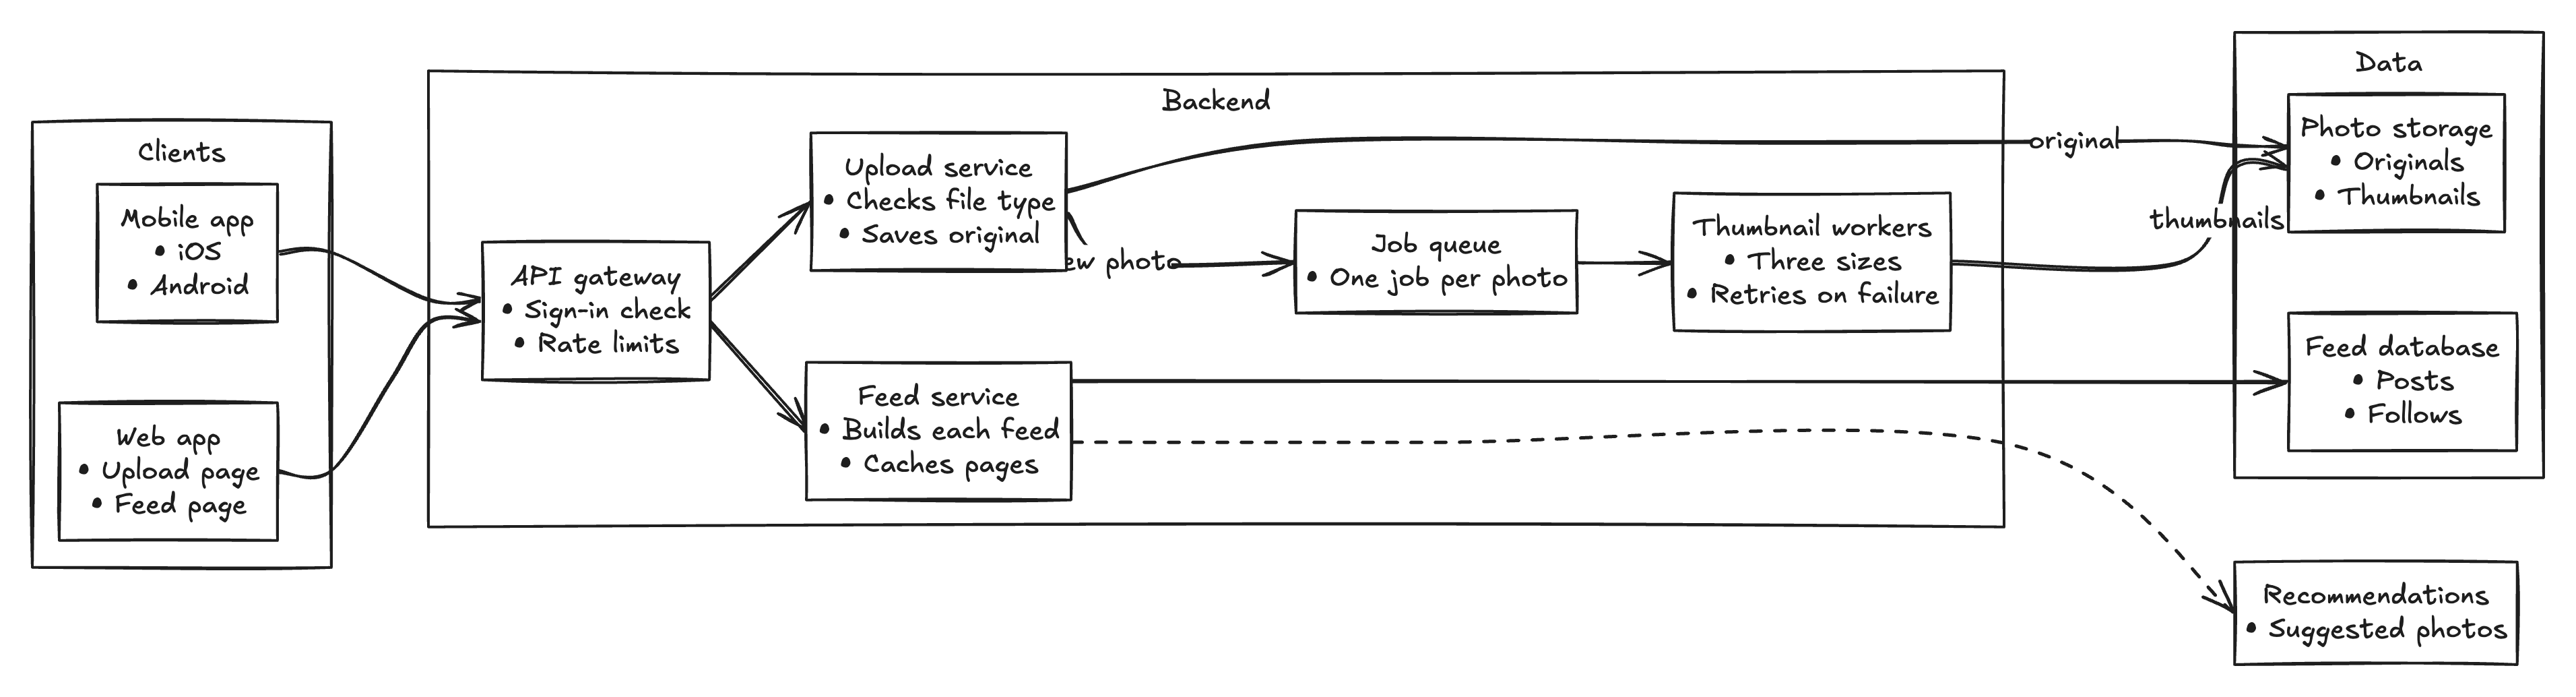 Clients
Mobile app
• iOS
• Android
Web app
• Upload page
• Feed page
Backend
API gateway
• Sign-in check
• Rate limits
Upload service
• Checks file type
• Saves original
Feed service
• Builds each feed
• Caches pages
ew photo
Job queue
• One job per photo
Thumbnail workers
• Three sizes
• Retries on failure
original
thumbnails
Data
Photo storage
• Originals
• Thumbnails
Feed database
• Posts
• Follows
Recommendations
• Suggested photos